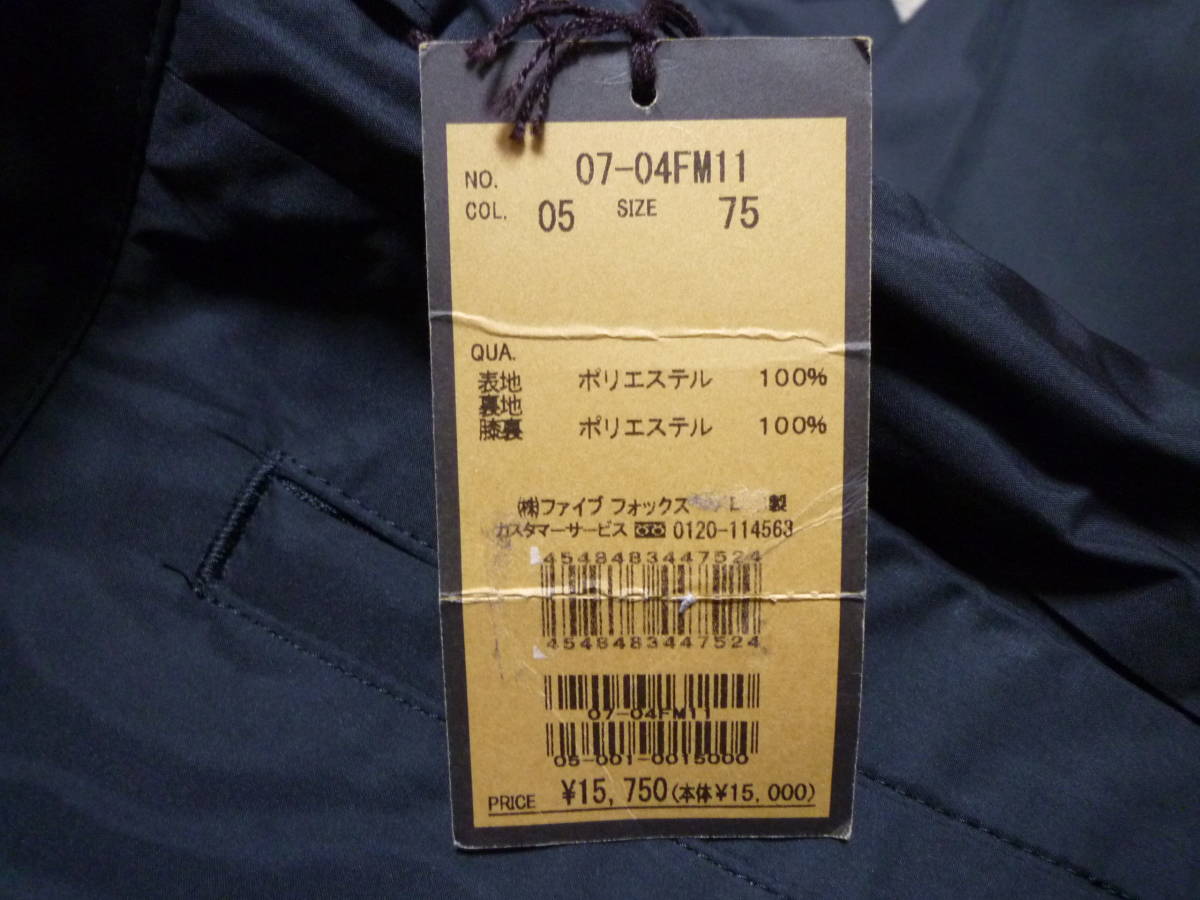 NO. 07-04FM11
COL. 05 SIZE 75
QUA.
表地 ポリエステル 100%
裏地
膝裏 ポリエステル 100%
㈱ファイブ フォックス 製
カスタマーサービス 0120-114563
4548483447524
4548483447524
07-04FM11
05-001-0015000
PRICE ¥15,750(本体¥15,000)